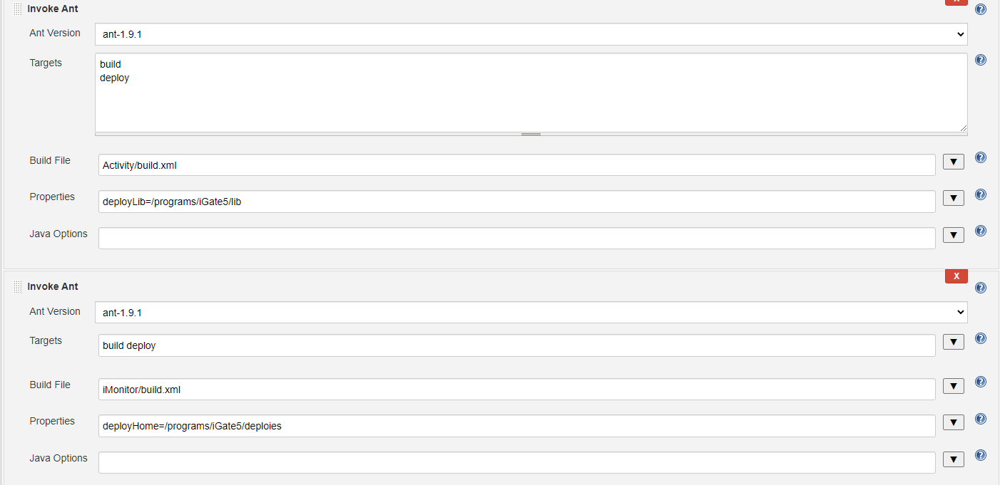 Invoke Ant
X
?
Ant Version
ant-1.9.1
Targets
build
deploy
?
Build File
Activity/build.xml
▼
?
Properties
deployLib=/programs/iGate5/lib
▼
?
Java Options
▼
?
X
Invoke Ant
?
Ant Version
ant-1.9.1
Targets
build deploy
▼
?
Build File
iMonitor/build.xml
▼
?
Properties
deployHome=/programs/iGate5/deploies
▼
?
Java Options
▼
?